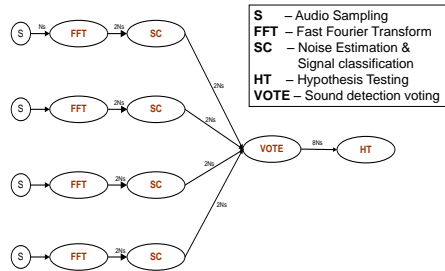 S – Audio Sampling
FFT – Fast Fourier Transform
SC – Noise Estimation &
Signal classification
HT – Hypothesis Testing
VOTE – Sound detection voting
S Ns FFT 2Ns SC 2Ns
S FFT 2Ns SC 2Ns
VOTE 8Ns HT
S FFT 2Ns SC 2Ns
S FFT 2Ns SC 2Ns